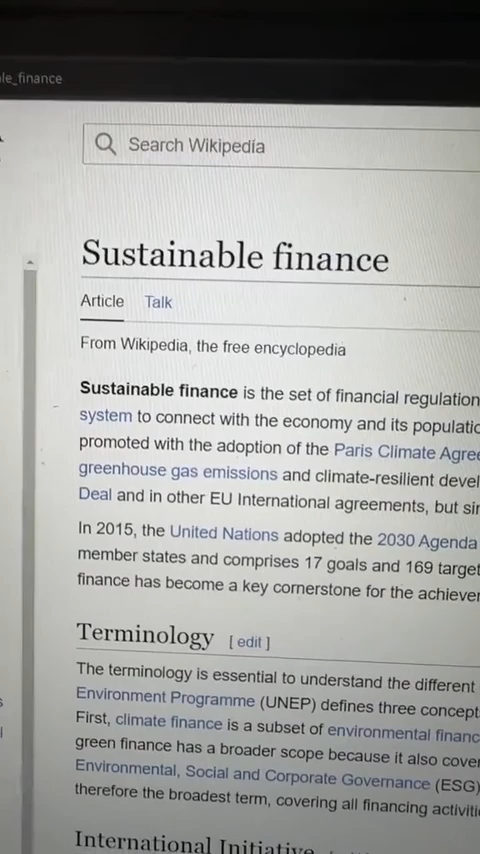 le_finance
Search Wikipedia
Sustainable finance
Article Talk
From Wikipedia, the free encyclopedia
Sustainable finance is the set of financial regulation
system to connect with the economy and its populatio
promoted with the adoption of the Paris Climate Agree
greenhouse gas emissions and climate-resilient devel
Deal and in other EU International agreements, but sin
In 2015, the United Nations adopted the 2030 Agenda
member states and comprises 17 goals and 169 target
finance has become a key cornerstone for the achieve
Terminology [ edit ]
The terminology is essential to understand the different
Environment Programme (UNEP) defines three concept
First, climate finance is a subset of environmental financ
green finance has a broader scope because it also cover
Environmental, Social and Corporate Governance (ESG)
therefore the broadest term, covering all financing activiti
International Initiative